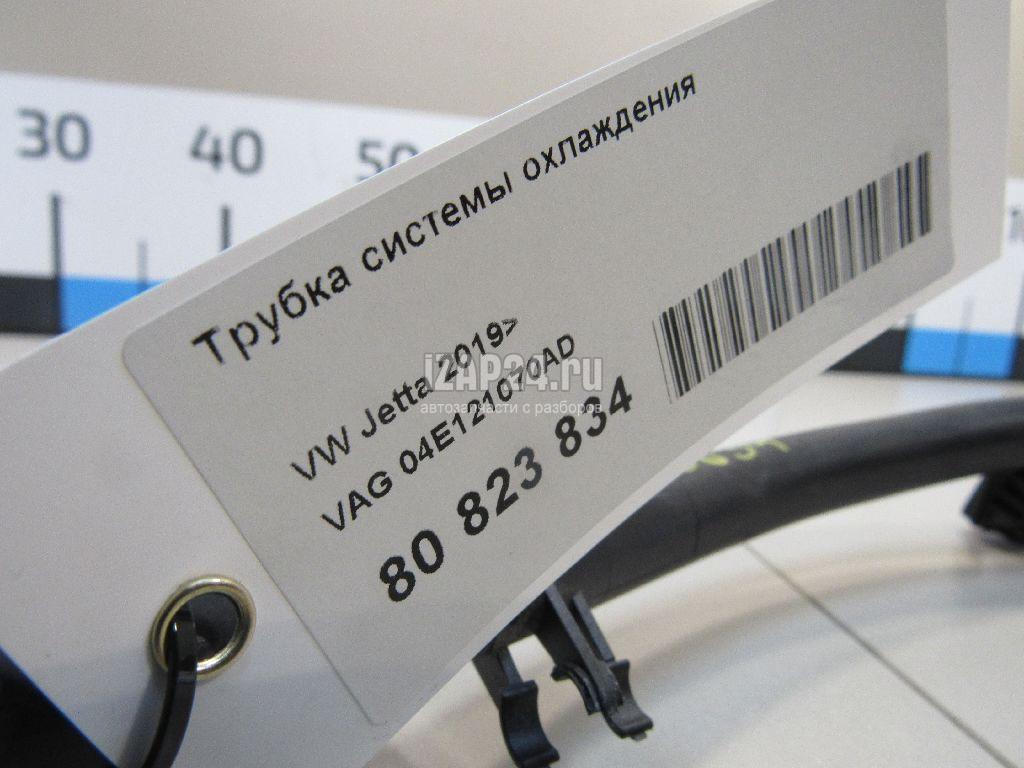 30 40 50
Трубка системы охлаждения
VW Jetta 2019>
VAG 04E121070AD
80 823 834
iZAP24.ru
автозапчасти с разборов